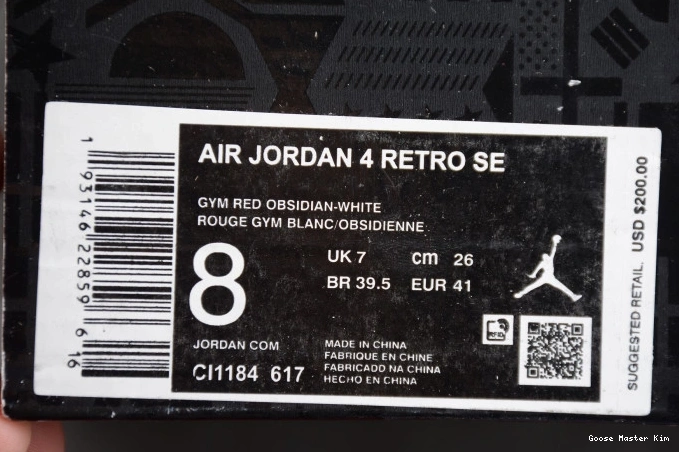 AIR JORDAN 4 RETRO SE
GYM RED OBSIDIAN-WHITE
ROUGE GYM BLANC/OBSIDIENNE
8
UK 7 cm 26
BR 39.5 EUR 41
JORDAN COM
CI1184 617
MADE IN CHINA
FABRIQUE EN CHINE
FABRICADO NA CHINA
HECHO EN CHINA
RFID
1 93146 22859 6 16
SUGGESTED RETAIL. USD $200.00
Goose Master Kim